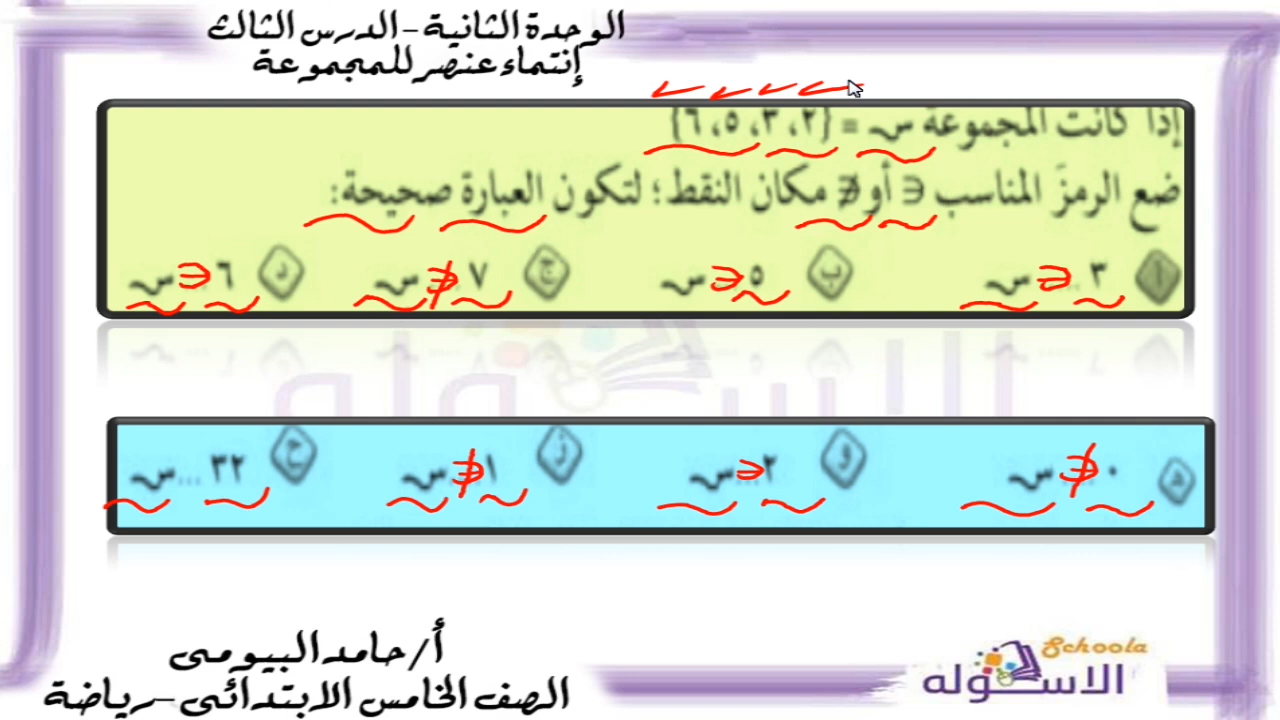 الوحدة الثانية - الدرس الثالث
إنتماء عنصر للمجموعة
إذا كانت المجموعة س = {٢، ٣، ٥، ٦}
ضع الرمزَ المناسب ∋ أو ∌ مكان النقط؛ لتكون العبارة صحيحة:
أ ٣ ∋ س
ب ٥ ∋ س
ج ٧ ∌ س
د ٦ ∋ س
ه ٠ ∌ س
و ٢ ∋ س
ز ١ ∌ س
ح ٣٢ ... س
أ/ حامد البيومى
الصف الخامس الابتدائى - رياضة
Schoola
الاسكوله